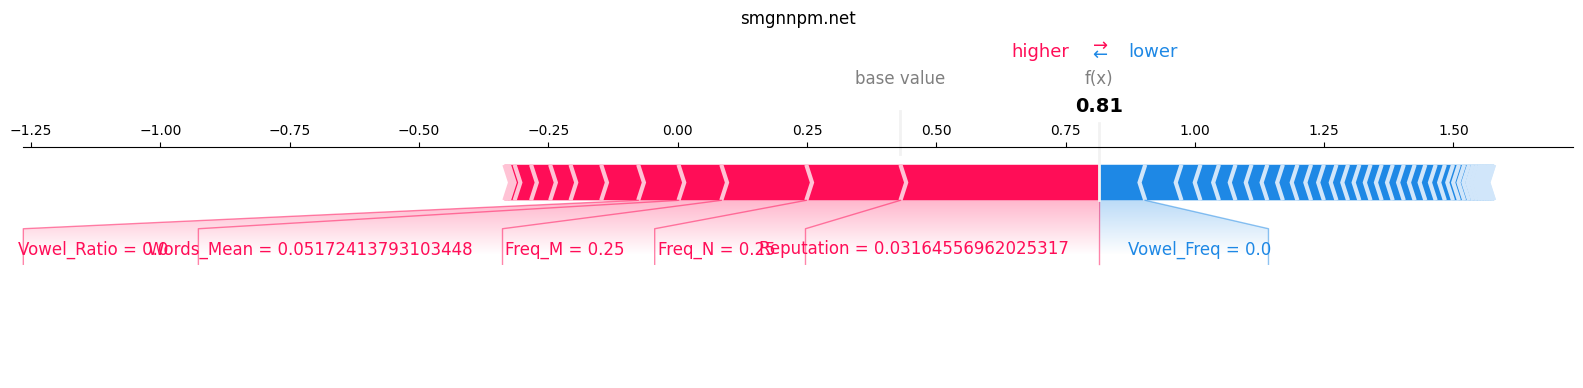 smgnnpm.net
higher ⇄ lower
base value f(x)
0.81
−1.25 −1.00 −0.75 −0.50 −0.25 0.00 0.25 0.50 0.75 1.00 1.25 1.50
Vowel_Ratio = 0.0 Words_Mean = 0.05172413793103448 Freq_M = 0.25 Freq_N = 0.25 Reputation = 0.03164556962025317 Vowel_Freq = 0.0